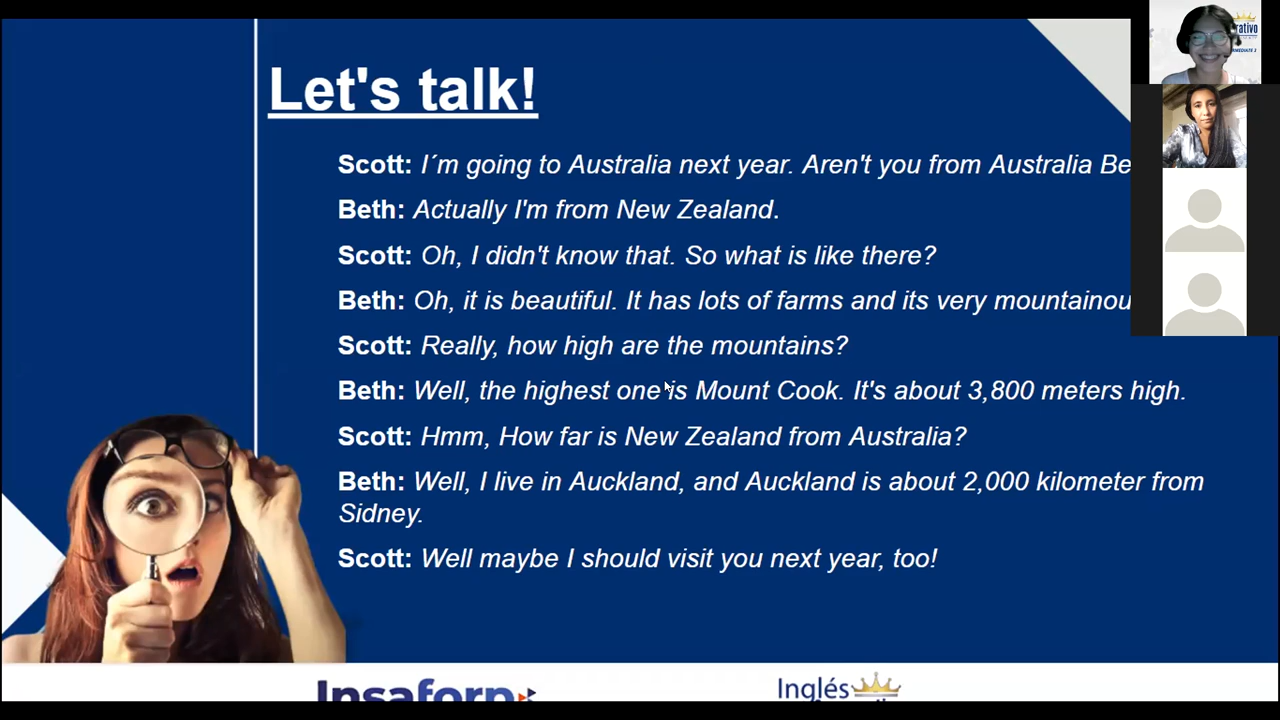 Let's talk!
Scott: I´m going to Australia next year. Aren't you from Australia
Beth: Actually I'm from New Zealand.
Scott: Oh, I didn't know that. So what is like there?
Beth: Oh, it is beautiful. It has lots of farms and its very
Scott: Really, how high are the mountains?
Beth: Well, the highest one is Mount Cook. It's about 3,800 meters high.
Scott: Hmm, How far is New Zealand from Australia?
Beth: Well, I live in Auckland, and Auckland is about 2,000 kilometer from
Sidney.
Scott: Well maybe I should visit you next year, too!
Insaforp
Inglés